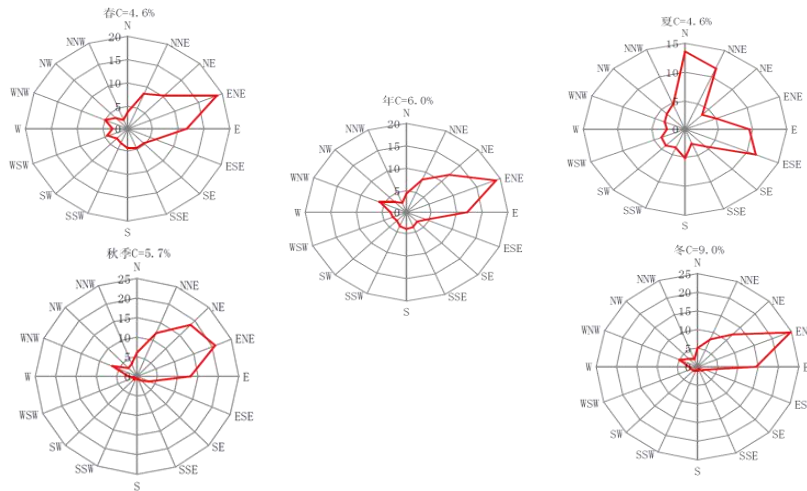 春C=4.6%
N
NNE
NE
ENE
E
ESE
SE
SSE
S
SSW
SW
WSW
W
WNW
NW
NNW
20
15
10
5
0
夏C=4.6%
N
NNE
NE
ENE
E
ESE
SE
SSE
S
SSW
SW
WSW
W
WNW
NW
NNW
15
10
5
0
年C=6.0%
N
NNE
NE
ENE
E
ESE
SE
SSE
S
SSW
SW
WSW
W
WNW
NW
NNW
20
15
10
5
0
秋季C=5.7%
N
NNE
NE
ENE
E
ESE
SE
SSE
S
SSW
SW
WSW
W
WNW
NW
NNW
25
20
15
10
5
0
冬C=9.0%
N
NNE
NE
EN
E
ES
SE
SSE
S
SSW
SW
WSW
W
WNW
NW
NNW
25
20
15
10
5
0